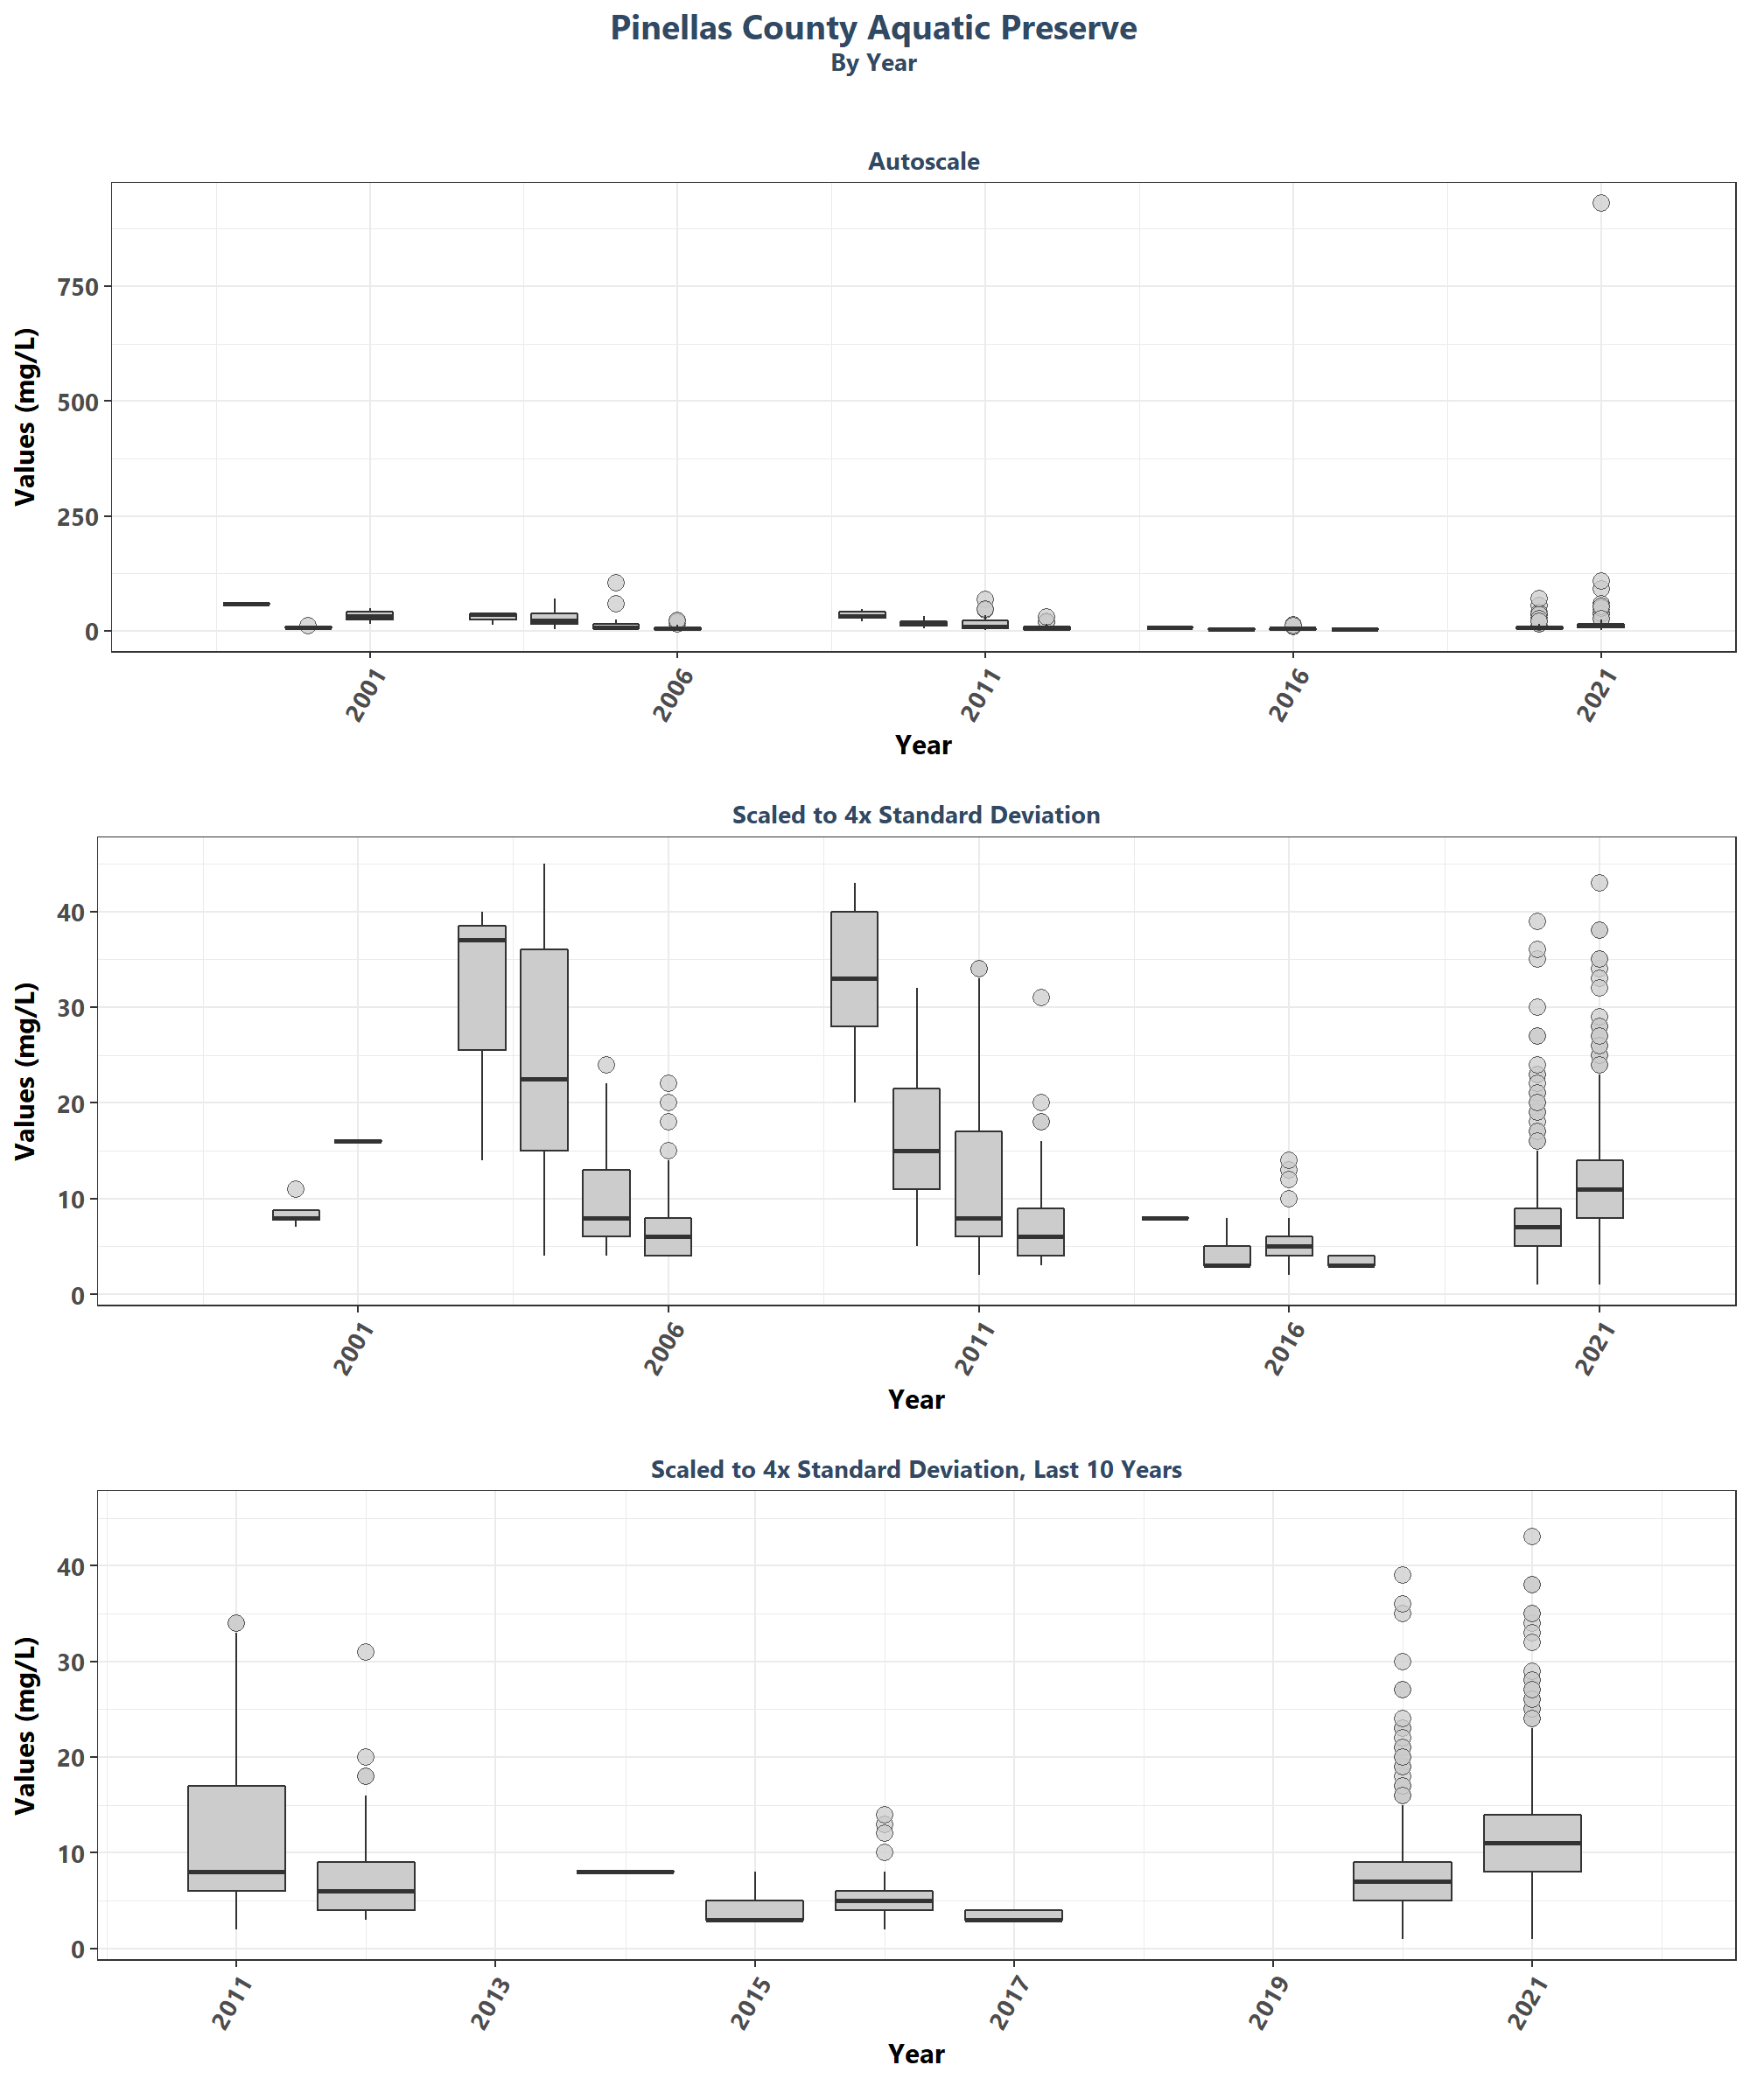 Pinellas County Aquatic Preserve
By Year
Autoscale
Values (mg/L)
750
500
250
0
2001
2006
2011
2016
2021
Year
Scaled to 4x Standard Deviation
Values (mg/L)
40
30
20
10
0
2001
2006
2011
2016
2021
Year
Scaled to 4x Standard Deviation, Last 10 Years
Values (mg/L)
40
30
20
10
0
2011
2013
2015
2017
2019
2021
Year